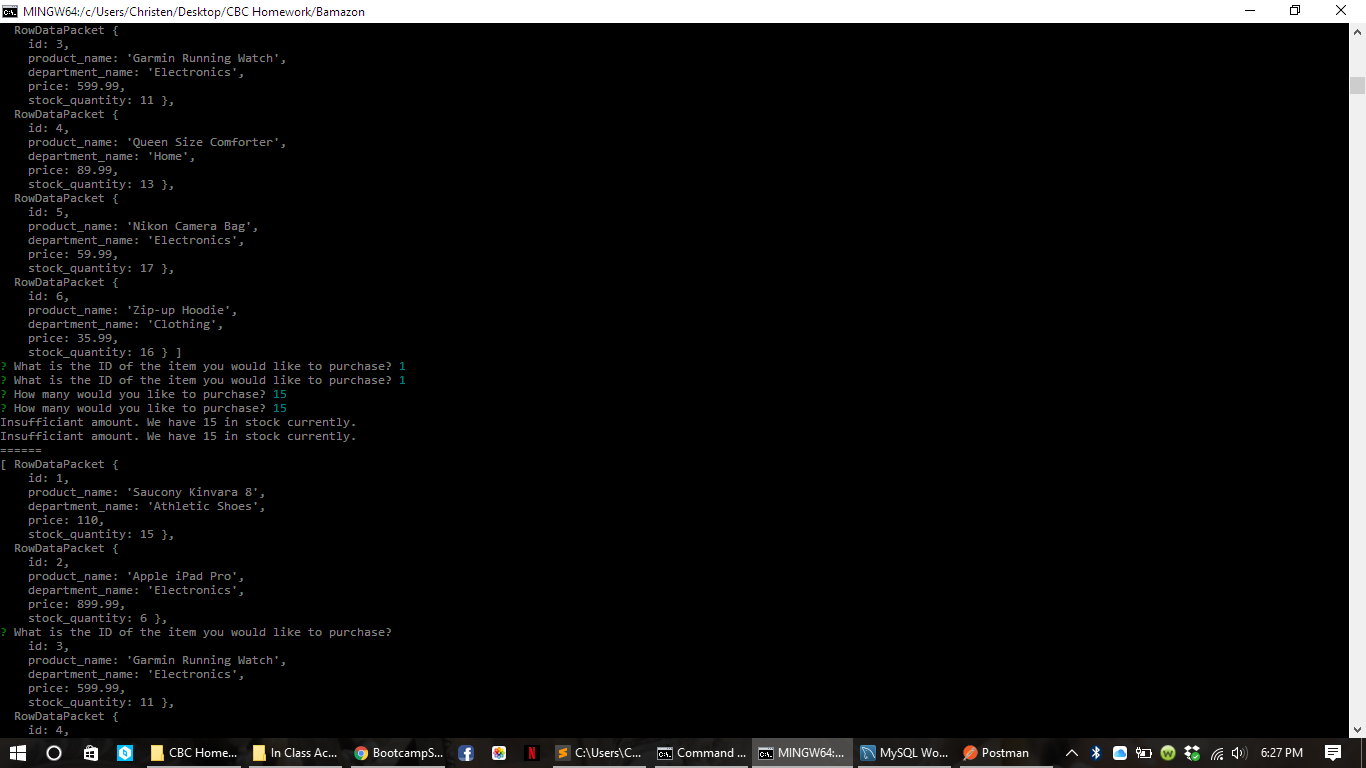 MINGW64:/c/Users/Christen/Desktop/CBC Homework/Bamazon
RowDataPacket {
id: 3,
product_name: 'Garmin Running Watch',
department_name: 'Electronics',
price: 599.99,
stock_quantity: 11 },
RowDataPacket {
id: 4,
product_name: 'Queen Size Comforter',
department_name: 'Home',
price: 89.99,
stock_quantity: 13 },
RowDataPacket {
id: 5,
product_name: 'Nikon Camera Bag',
department_name: 'Electronics',
price: 59.99,
stock_quantity: 17 },
RowDataPacket {
id: 6,
product_name: 'Zip-up Hoodie',
department_name: 'Clothing',
price: 35.99,
stock_quantity: 16 } ]
? What is the ID of the item you would like to purchase? 1
? What is the ID of the item you would like to purchase? 1
? How many would you like to purchase? 15
? How many would you like to purchase? 15
Insufficiant amount. We have 15 in stock currently.
Insufficiant amount. We have 15 in stock currently.
======
[ RowDataPacket {
id: 1,
product_name: 'Saucony Kinvara 8',
department_name: 'Athletic Shoes',
price: 110,
stock_quantity: 15 },
RowDataPacket {
id: 2,
product_name: 'Apple iPad Pro',
department_name: 'Electronics',
price: 899.99,
stock_quantity: 6 },
? What is the ID of the item you would like to purchase?
id: 3,
product_name: 'Garmin Running Watch',
department_name: 'Electronics',
price: 599.99,
stock_quantity: 11 },
RowDataPacket {
id: 4,
CBC Home... In Class Ac... BootcampS... C:\Users\C... Command ... MINGW64:... MySQL Wo... Postman 6:27 PM